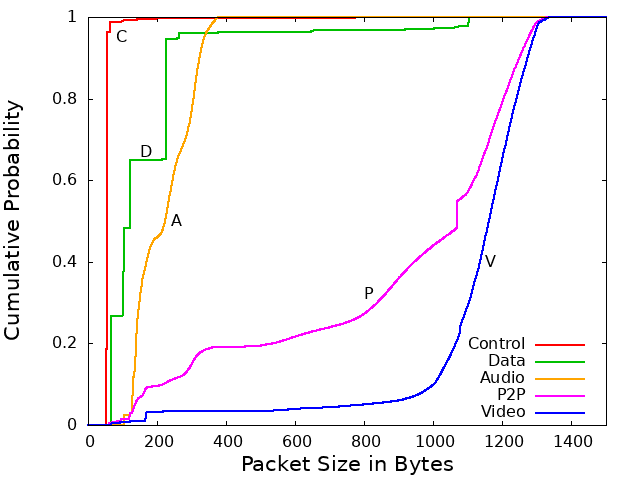 1
0.8
0.6
0.4
0.2
0
Cumulative Probability
C
D
A
P
V
Control
Data
Audio
P2P
Video
0 200 400 600 800 1000 1200 1400
Packet Size in Bytes